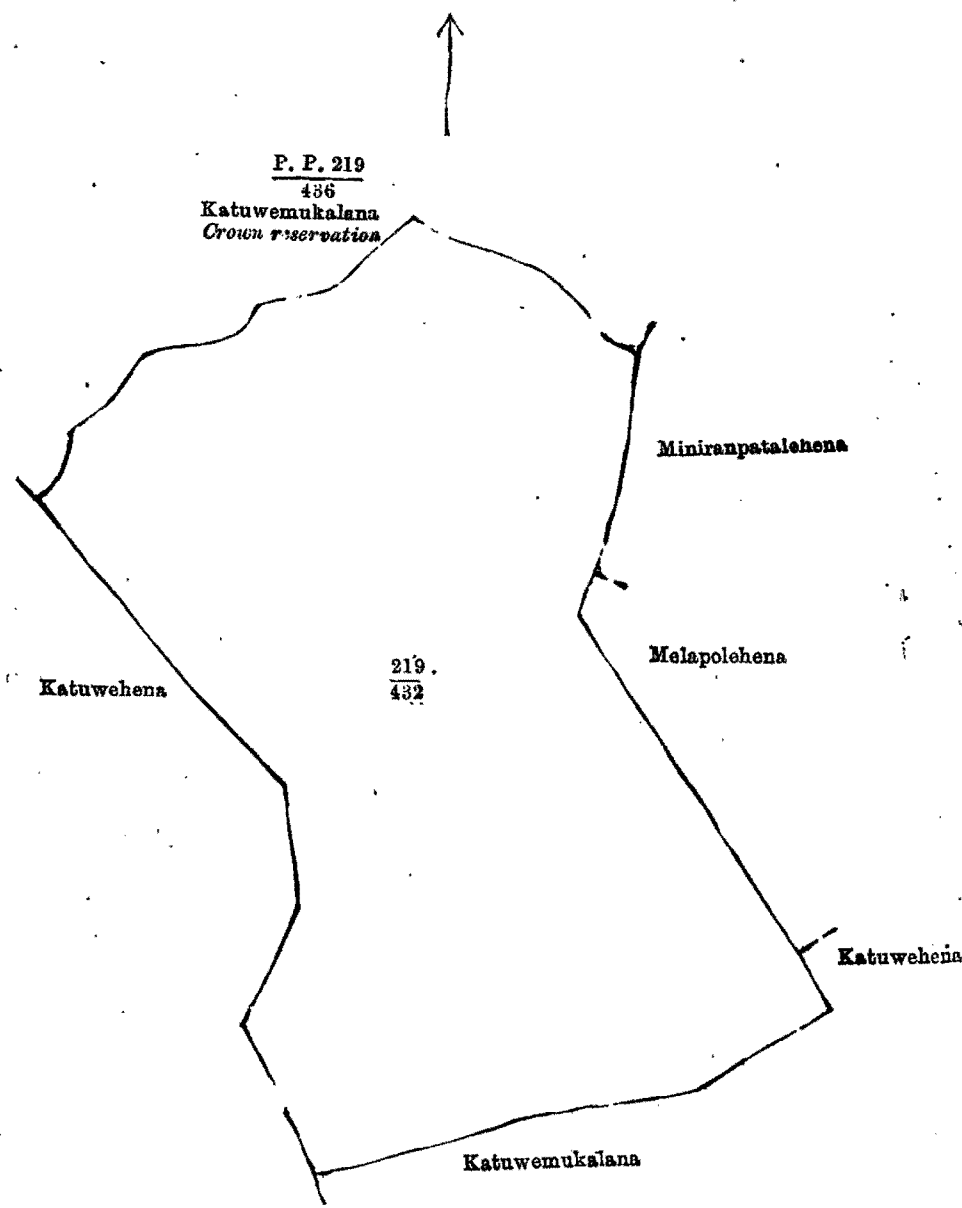 P. P. 219
436
Katuwemukalana
Crown reservation
Miniranpatalehena
Melapolehena
219
432
Katuwehena
Katuwehena
Katuwemukalana